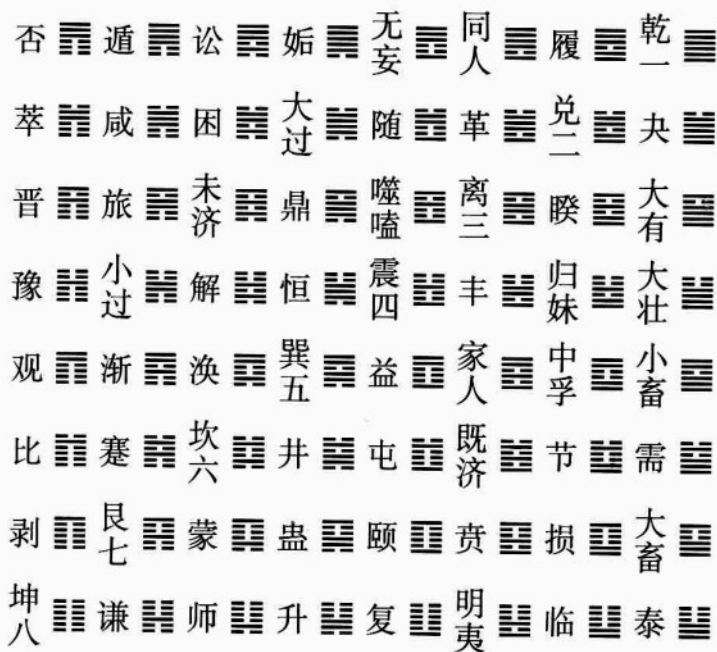 否 遁 讼 姤 无妄 同人 履 乾一
萃 咸 困 大过 随 革 兑二 夬
晋 旅 未济 鼎 噬嗑 离三 睽 大有
豫 小过 解 恒 震四 丰 归妹 大壮
观 渐 涣 巽五 益 家人 中孚 小畜
比 蹇 坎六 井 屯 既济 节 需
剥 艮七 蒙 蛊 颐 贲 损 大畜
坤八 谦 师 升 复 明夷 临 泰